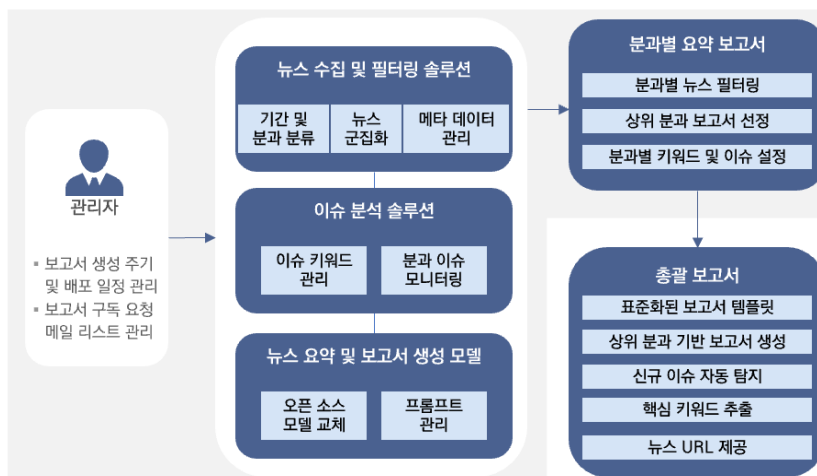 관리자
▪ 보고서 생성 주기
및 배포 일정 관리
▪ 보고서 구독 요청
메일 리스트 관리
뉴스 수집 및 필터링 솔루션
기간 및
분과 분류
뉴스
군집화
메타 데이터
관리
이슈 분석 솔루션
이슈 키워드
관리
분과 이슈
모니터링
뉴스 요약 및 보고서 생성 모델
오픈 소스
모델 교체
프롬프트
관리
분과별 요약 보고서
분과별 뉴스 필터링
상위 분과 보고서 선정
분과별 키워드 및 이슈 설정
총괄 보고서
표준화된 보고서 템플릿
상위 분과 기반 보고서 생성
신규 이슈 자동 탐지
핵심 키워드 추출
뉴스 URL 제공